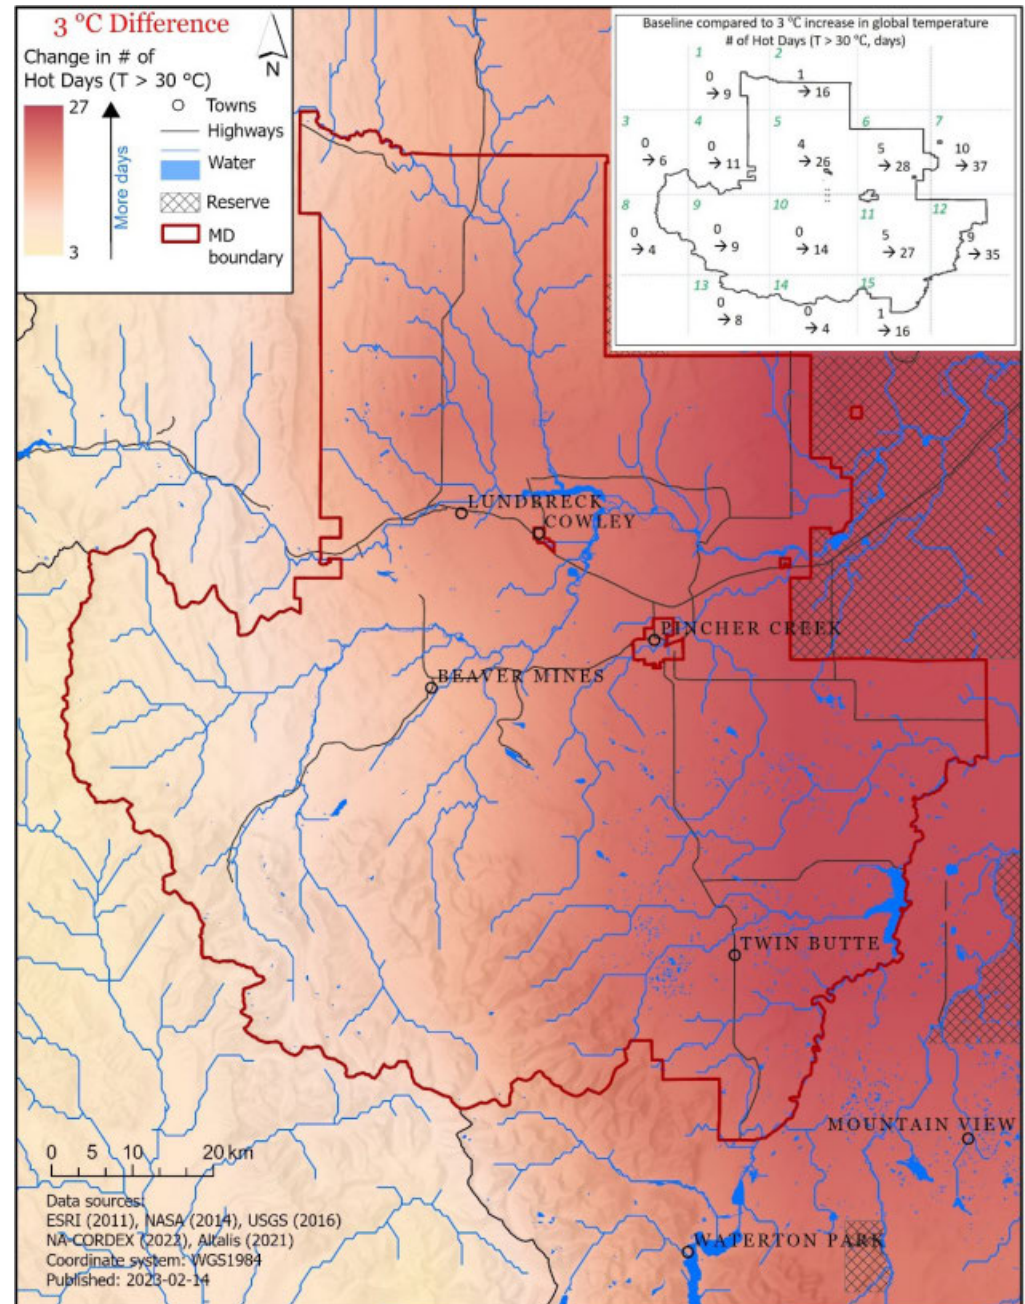 3 °C Difference
Change in # of
Hot Days (T > 30 °C)
27
More days
3
N
Towns
Highways
Water
Reserve
MD
boundary
Baseline compared to 3 °C increase in global temperature
# of Hot Days (T > 30 °C, days)
1
0
→ 9
2
1
→ 16
3
0
→ 6
4
0
→ 11
5
4
→ 26
6
5
→ 28
7
10
→ 37
8
0
→ 4
9
0
→ 9
10
0
→ 14
11
5
→ 27
12
9
→ 35
13
0
→ 8
14
0
→ 4
15
1
→ 16
LUNDBRECK
COWLEY
PINCHER CREEK
BEAVER MINES
TWIN BUTTE
MOUNTAIN VIEW
WATERTON PARK
0 5 10 20 km
Data sources:
ESRI (2011), NASA (2014), USGS (2016)
NA-CORDEX (2022), Altalis (2021)
Coordinate system: WGS1984
Published: 2023-02-14